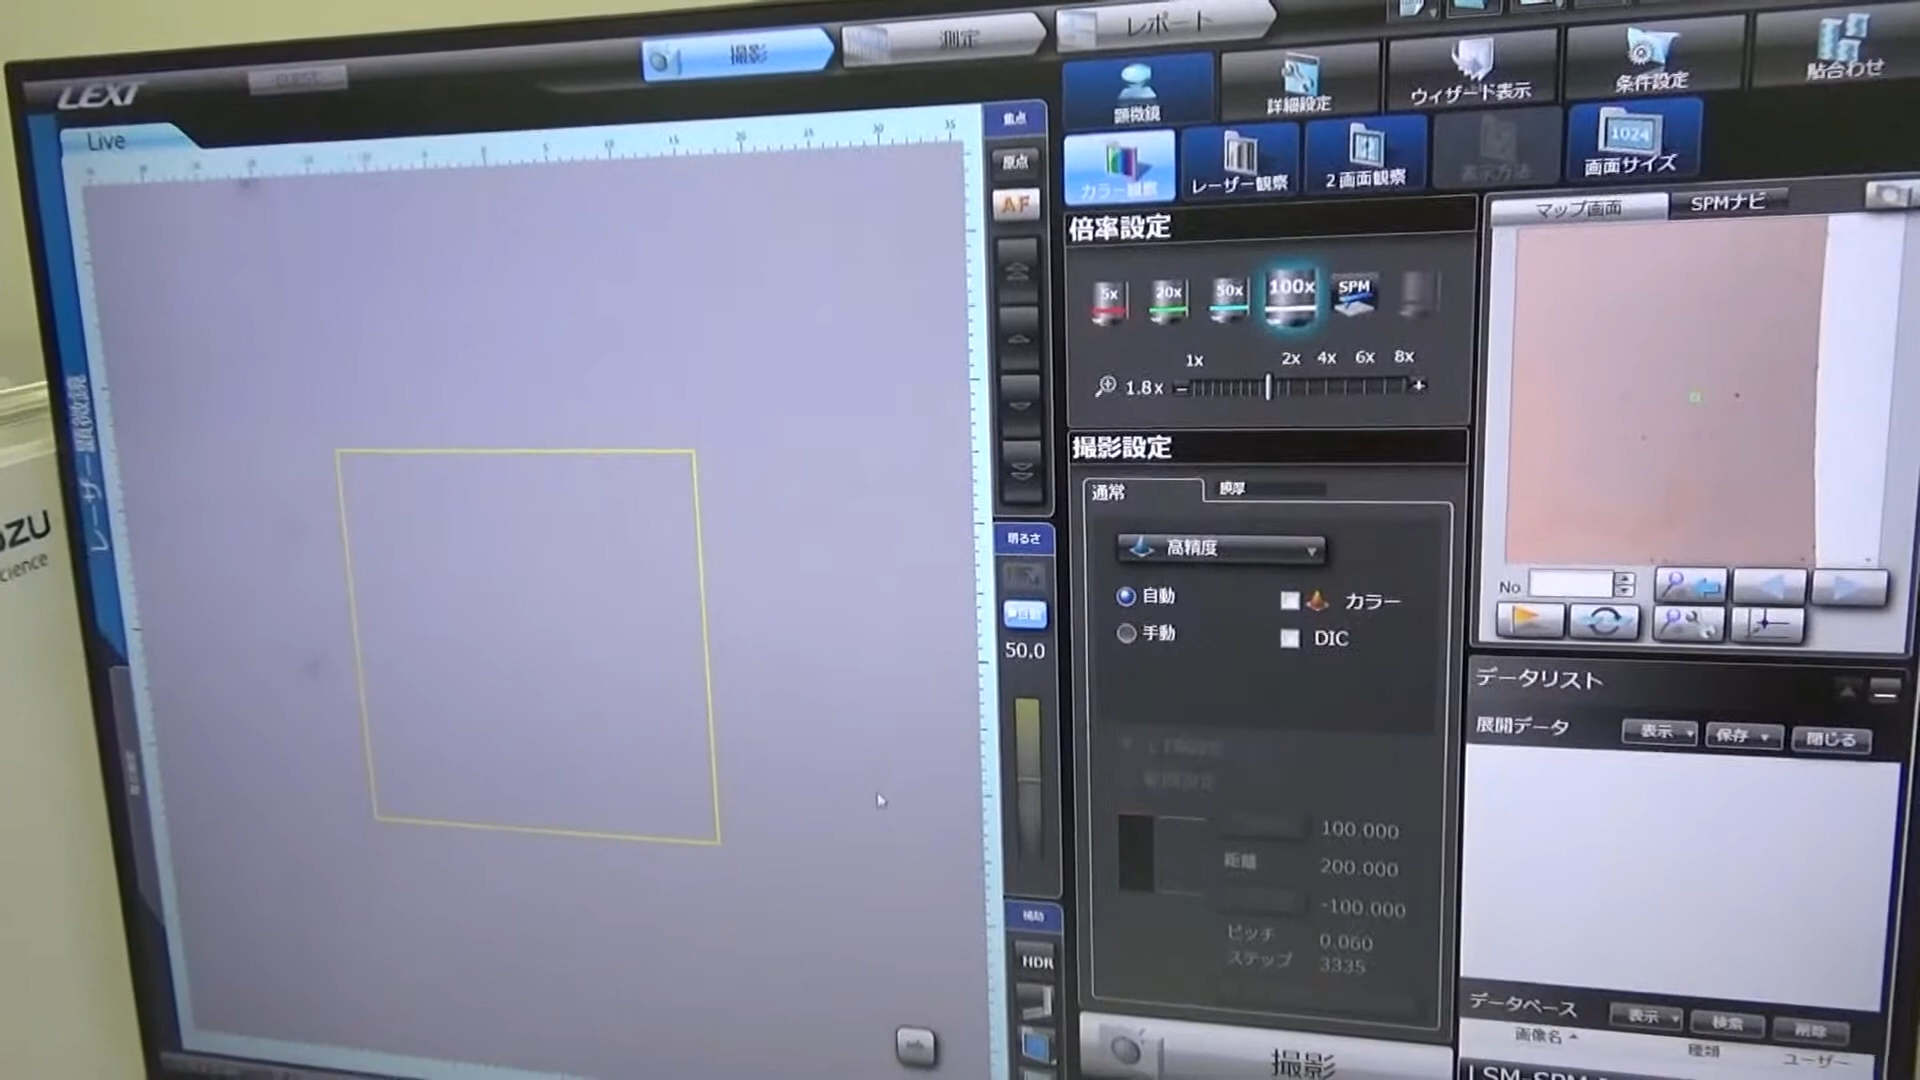 LEXT
撮影
測定
レポート
Live
顕微鏡
詳細設定
ウィザード表示
条件設定
貼合わせ
カラー観察
レーザー観察
2画面観察
表示方法
1024
画面サイズ
35
焦点
原点
AF
倍率設定
5x
20x
50x
100x
SPM
1x
2x
4x
6x
8x
1.8x
マップ画面
SPMナビ
レーザー顕微鏡
撮影設定
通常
膜厚
高精度
自動
カラー
手動
DIC
明るさ
50.0
No
データリスト
展開データ
表示
保存
閉じる
100.000
距離
200.000
-100.000
ピッチ
0.060
ステップ
3335
補助
HDR
撮影
データベース
表示
検索
削除
画像名
種類
ユーザー
ZU
cience